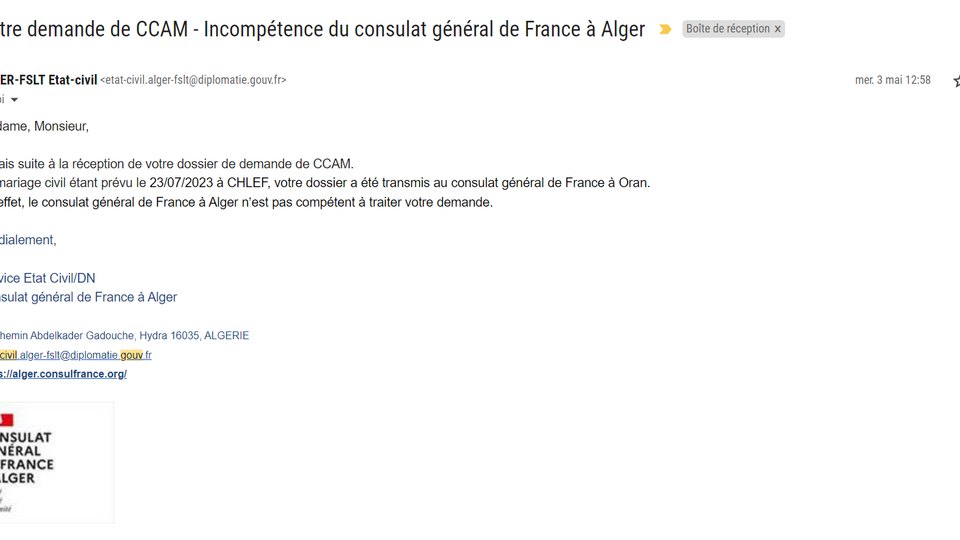 tre demande de CCAM - Incompétence du consulat général de France à Alger Boîte de réception x
ER-FSLT Etat-civil <etat-civil.alger-fslt@diplomatie.gouv.fr> mer. 3 mai 12:58
oi
dame, Monsieur,
ais suite à la réception de votre dossier de demande de CCAM.
mariage civil étant prévu le 23/07/2023 à CHLEF, votre dossier a été transmis au consulat général de France à Oran.
effet, le consulat général de France à Alger n'est pas compétent à traiter votre demande.
dialement,
vice Etat Civil/DN
nsulat général de France à Alger
hemin Abdelkader Gadouche, Hydra 16035, ALGERIE
civil.alger-fslt@diplomatie.gouv.fr
s://alger.consulfrance.org/
ONSULAT
NÉRAL
FRANCE
LGER